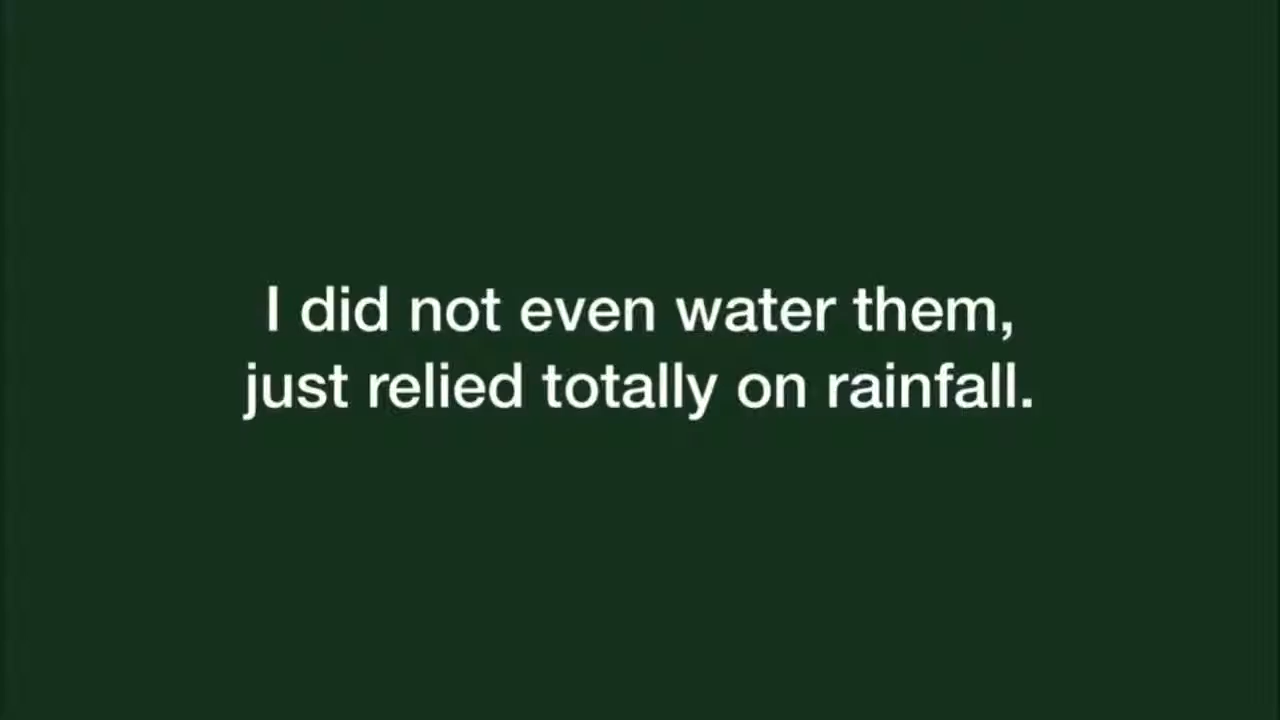 I did not even water them,
just relied totally on rainfall.